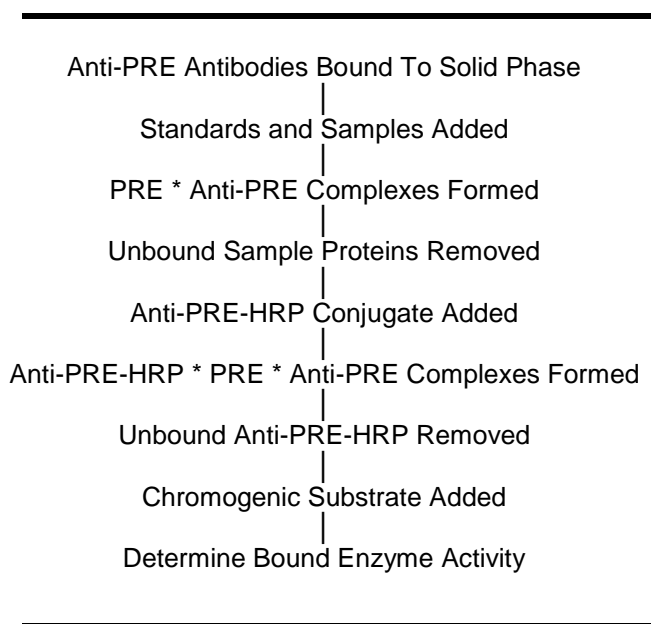 Anti-PRE Antibodies Bound To Solid Phase
Standards and Samples Added
PRE * Anti-PRE Complexes Formed
Unbound Sample Proteins Removed
Anti-PRE-HRP Conjugate Added
Anti-PRE-HRP * PRE * Anti-PRE Complexes Formed
Unbound Anti-PRE-HRP Removed
Chromogenic Substrate Added
Determine Bound Enzyme Activity